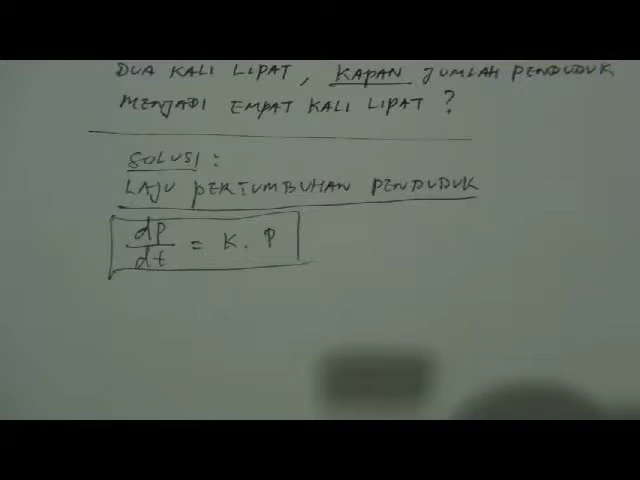 DUA KALI LIPAT, KAPAN JUMLAH PENDUDUK
MENJADI EMPAT KALI LIPAT ?
SOLUSI :
LAJU PERTUMBUHAN PENDUDUK
dp/dt = K . P